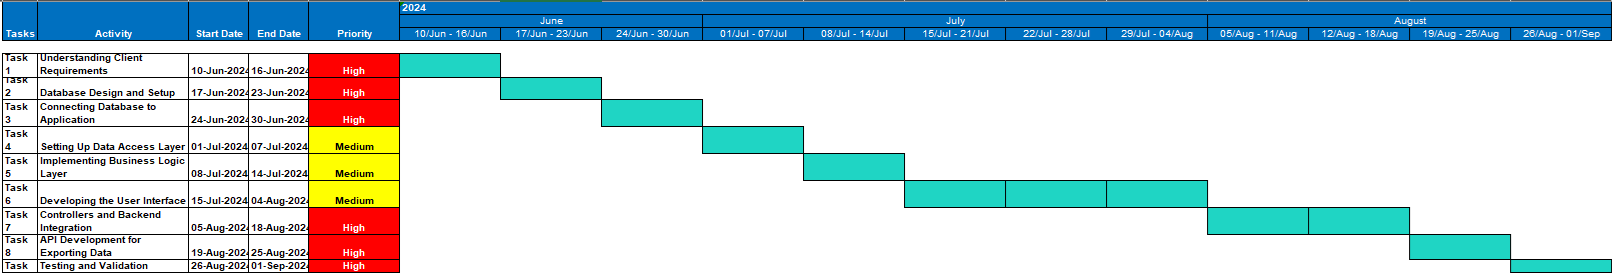 2024
June July August
Tasks Activity Start Date End Date Priority 10/Jun - 16/Jun 17/Jun - 23/Jun 24/Jun - 30/Jun 01/Jul - 07/Jul 08/Jul - 14/Jul 15/Jul - 21/Jul 22/Jul - 28/Jul 29/Jul - 04/Aug 05/Aug - 11/Aug 12/Aug - 18/Aug 19/Aug - 25/Aug 26/Aug - 01/Sep
Task Understanding Client
1 Requirements 10-Jun-2024 16-Jun-2024 High
Task
2 Database Design and Setup 17-Jun-2024 23-Jun-2024 High
Task Connecting Database to
3 Application 24-Jun-2024 30-Jun-2024 High
Task
4 Setting Up Data Access Layer 01-Jul-2024 07-Jul-2024 Medium
Task Implementing Business Logic
5 Layer 08-Jul-2024 14-Jul-2024 Medium
Task
6 Developing the User Interface 15-Jul-2024 04-Aug-2024 Medium
Task Controllers and Backend
7 Integration 05-Aug-2024 18-Aug-2024 High
Task API Development for
8 Exporting Data 19-Aug-2024 25-Aug-2024 High
Task Testing and Validation 26-Aug-2024 01-Sep-2024 High